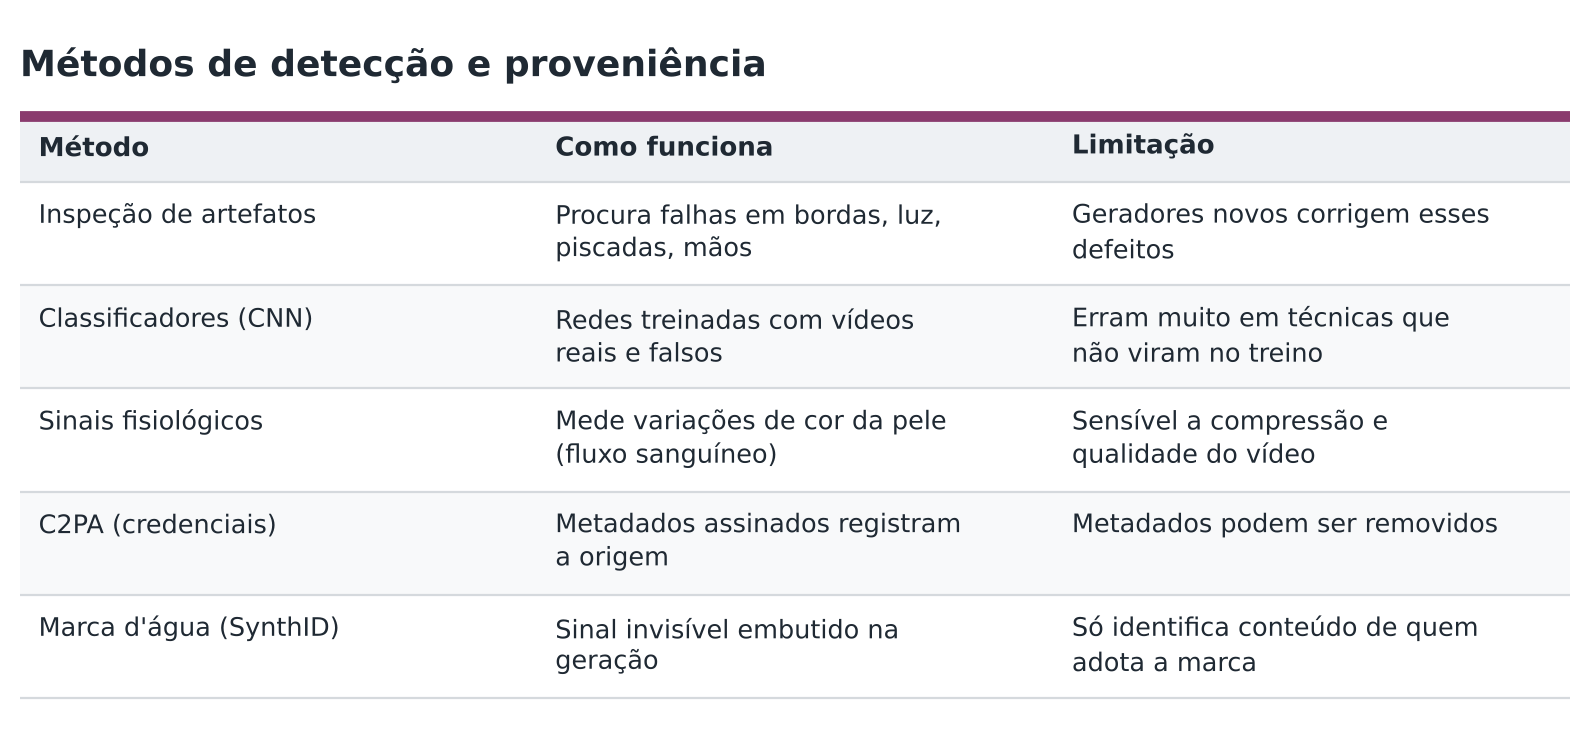 Métodos de detecção e proveniência
Método
Como funciona
Limitação
Inspeção de artefatos
Procura falhas em bordas, luz,
piscadas, mãos
Geradores novos corrigem esses
defeitos
Classificadores (CNN)
Redes treinadas com vídeos
reais e falsos
Erram muito em técnicas que
não viram no treino
Sinais fisiológicos
Mede variações de cor da pele
(fluxo sanguíneo)
Sensível a compressão e
qualidade do vídeo
C2PA (credenciais)
Metadados assinados registram
a origem
Metadados podem ser removidos
Marca d'água (SynthID)
Sinal invisível embutido na
geração
Só identifica conteúdo de quem
adota a marca